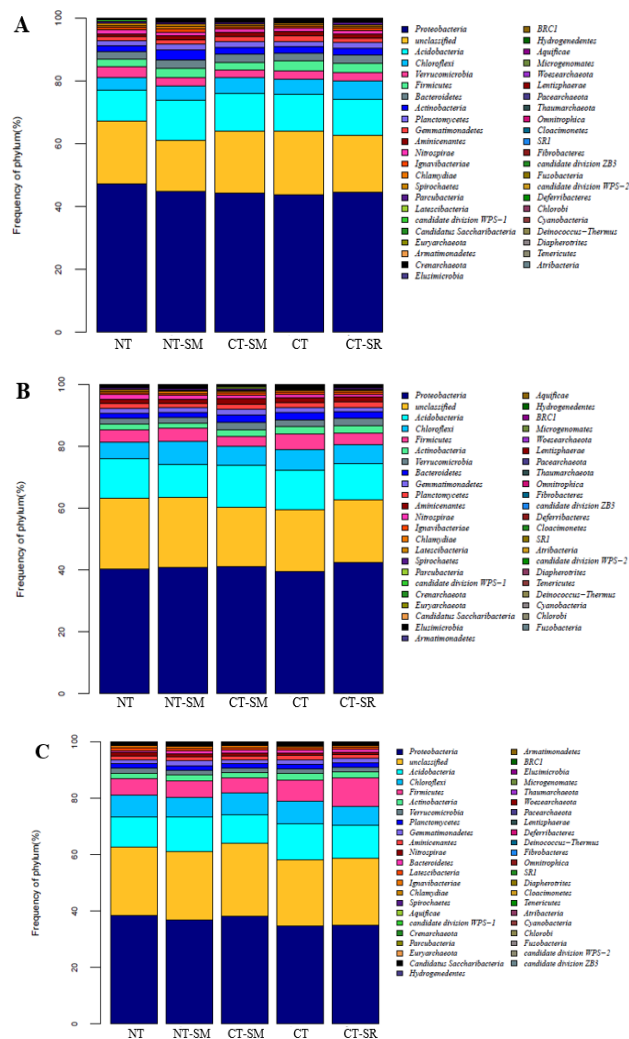 A
Frequency of phylum(%)
0 20 40 60 80 100
NT NT-SM CT-SM CT CT-SR
Proteobacteria
unclassified
Acidobacteria
Chloroflexi
Verrucomicrobia
Firmicutes
Bacteroidetes
Actinobacteria
Planctomycetes
Gemmatimonadetes
Aminicenantes
Nitrospirae
Ignavibacteriae
Chlamydiae
Spirochaetes
Parcubacteria
Latescibacteria
candidate division WPS-1
Candidatus Saccharibacteria
Euryarchaeota
Armatimonadetes
Crenarchaeota
Elusimicrobia
BRC1
Hydrogenedentes
Aquificae
Microgenomates
Woesearchaeota
Lentisphaerae
Pacearchaeota
Thaumarchaeota
Omnitrophica
Cloacimonetes
SR1
Fibrobacteres
candidate division ZB3
Fusobacteria
candidate division WPS-2
Deferribacteres
Chlorobi
Cyanobacteria
Deinococcus-Thermus
Diapherotrites
Tenericutes
Atribacteria
B
Frequency of phylum(%)
0 20 40 60 80 100
NT NT-SM CT-SM CT CT-SR
Proteobacteria
unclassified
Acidobacteria
Chloroflexi
Firmicutes
Actinobacteria
Verrucomicrobia
Bacteroidetes
Gemmatimonadetes
Planctomycetes
Aminicenantes
Nitrospirae
Ignavibacteriae
Chlamydiae
Latescibacteria
Spirochaetes
Parcubacteria
candidate division WPS-1
Crenarchaeota
Euryarchaeota
Candidatus Saccharibacteria
Elusimicrobia
Armatimonadetes
Aquificae
Hydrogenedentes
BRC1
Microgenomates
Woesearchaeota
Lentisphaerae
Pacearchaeota
Thaumarchaeota
Omnitrophica
Fibrobacteres
candidate division ZB3
Deferribacteres
Cloacimonetes
SR1
Atribacteria
candidate division WPS-2
Diapherotrites
Tenericutes
Deinococcus-Thermus
Cyanobacteria
Chlorobi
Fusobacteria
C
Frequency of phylum(%)
0 20 40 60 80 100
NT NT-SM CT-SM CT CT-SR
Proteobacteria
unclassified
Acidobacteria
Chloroflexi
Firmicutes
Actinobacteria
Verrucomicrobia
Planctomycetes
Gemmatimonadetes
Aminicenantes
Nitrospirae
Bacteroidetes
Latescibacteria
Ignavibacteriae
Chlamydiae
Spirochaetes
Aquificae
candidate division WPS-1
Crenarchaeota
Parcubacteria
Euryarchaeota
Candidatus Saccharibacteria
Hydrogenedentes
Armatimonadetes
BRC1
Elusimicrobia
Microgenomates
Thaumarchaeota
Woesearchaeota
Pacearchaeota
Lentisphaerae
Deferribacteres
Deinococcus-Thermus
Fibrobacteres
Omnitrophica
SR1
Diapherotrites
Cloacimonetes
Tenericutes
Atribacteria
Cyanobacteria
Chlorobi
Fusobacteria
candidate division WPS-2
candidate division ZB3